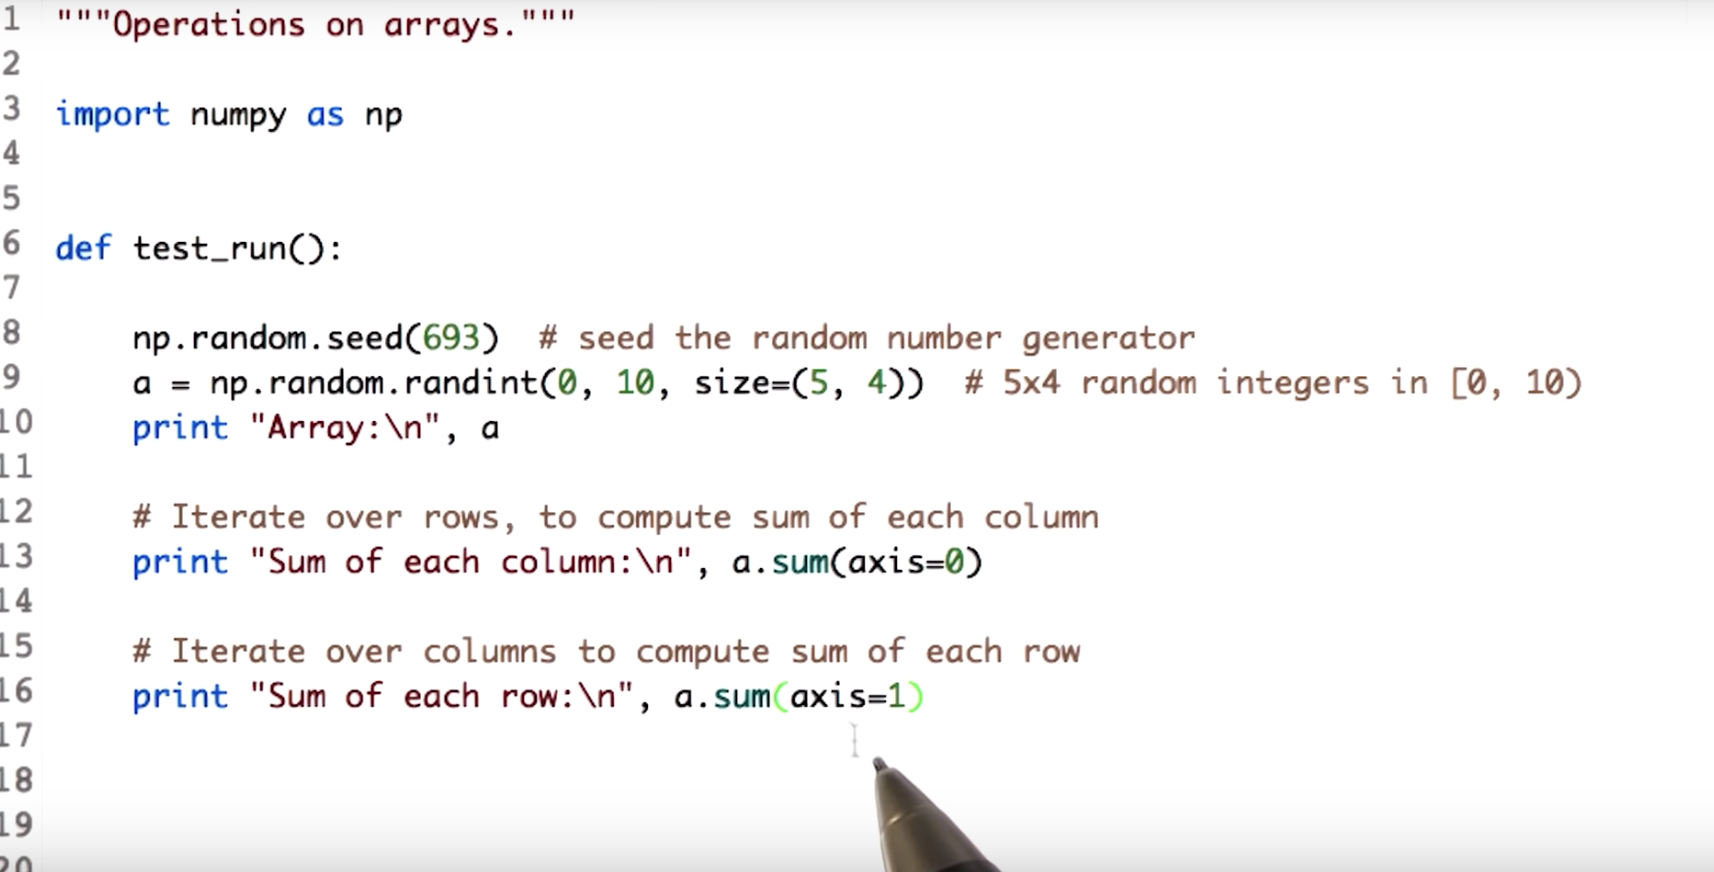 1 """Operations on arrays."""
2
3 import numpy as np
4
5
6 def test_run():
7
8     np.random.seed(693)  # seed the random number generator
9     a = np.random.randint(0, 10, size=(5, 4))  # 5x4 random integers in [0, 10)
10     print "Array:\n", a
11
12     # Iterate over rows, to compute sum of each column
13     print "Sum of each column:\n", a.sum(axis=0)
14
15     # Iterate over columns to compute sum of each row
16     print "Sum of each row:\n", a.sum(axis=1)
17
18
19
20